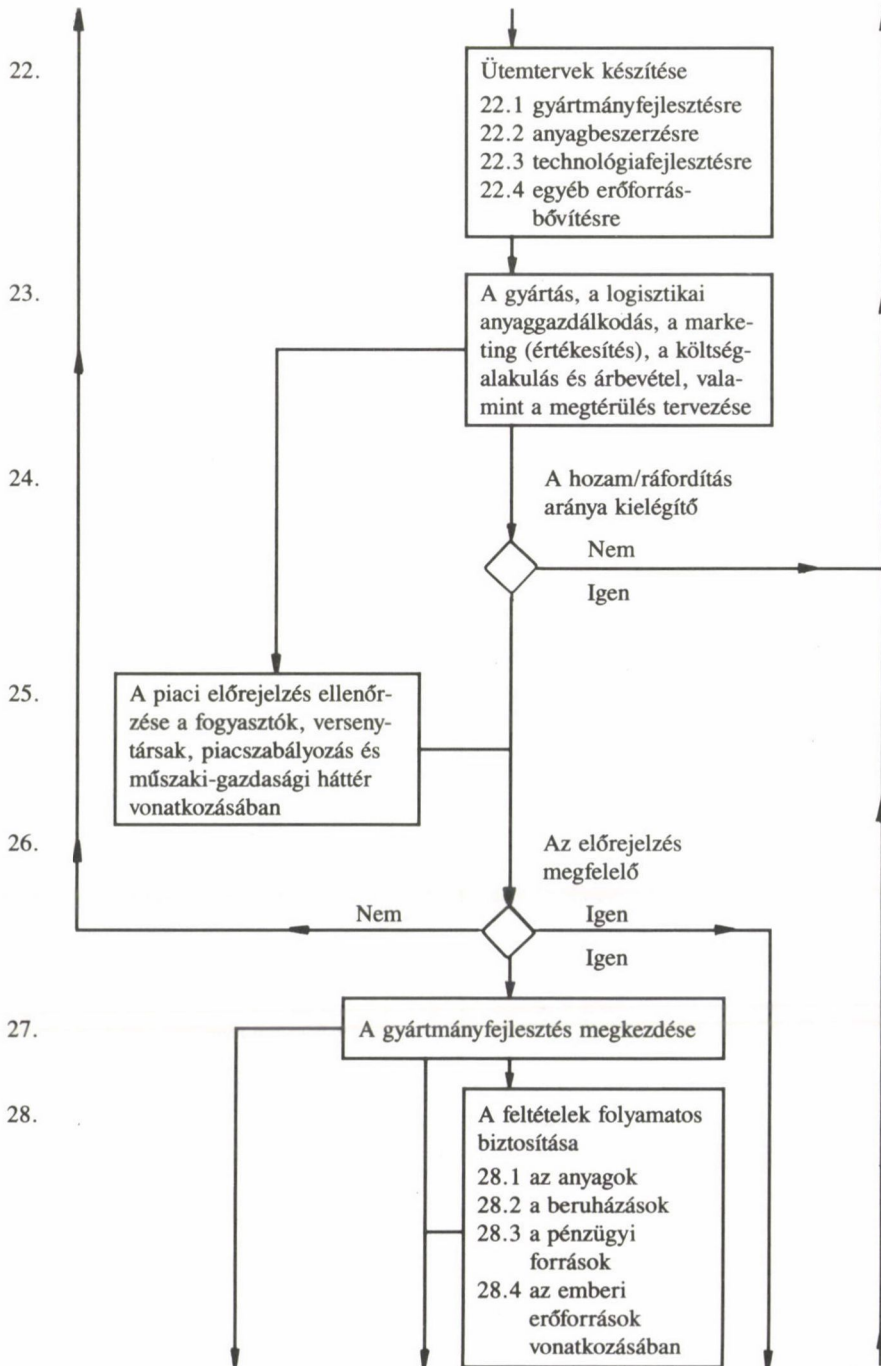 22.
Ütemtervek készítése
22.1 gyártmányfejlesztésre
22.2 anyagbeszerzésre
22.3 technológiafejlesztésre
22.4 egyéb erőforrás-
bővítésre
23.
A gyártás, a logisztikai
anyaggazdálkodás, a marke-
ting (értékesítés), a költség-
alakulás és árbevétel, vala-
mint a megtérülés tervezése
24.
A hozam/ráfordítás
aránya kielégítő
Nem
Igen
25.
A piaci előrejelzés ellenőr-
zése a fogyasztók, verseny-
társak, piacszabályozás és
műszaki-gazdasági háttér
vonatkozásában
26.
Az előrejelzés
megfelelő
Nem
Igen
Igen
27.
A gyártmányfejlesztés megkezdése
28.
A feltételek folyamatos
biztosítása
28.1 az anyagok
28.2 a beruházások
28.3 a pénzügyi
források
28.4 az emberi
erőforrások
vonatkozásában